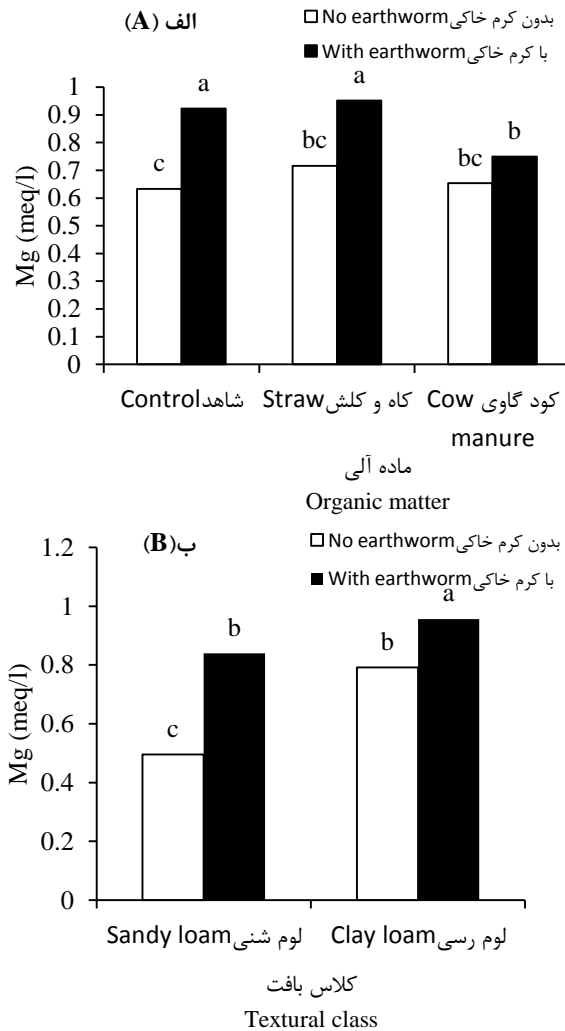 الف (A)
No earthworm بدون کرم خاکی
With earthworm با کرم خاکی
1
0.9
0.8
0.7
0.6
0.5
0.4
0.3
0.2
0.1
0
Mg (meq/l)
c a bc a bc b
Control شاهد Straw کاه و کلش Cow کود گاوی
manure
ماده آلی
Organic matter
ب (B)
No earthworm بدون کرم خاکی
With earthworm با کرم خاکی
1.2
1
0.8
0.6
0.4
0.2
0
Mg (meq/l)
c b b a
Sandy loam لوم شنی Clay loam لوم رسی
کلاس بافت
Textural class